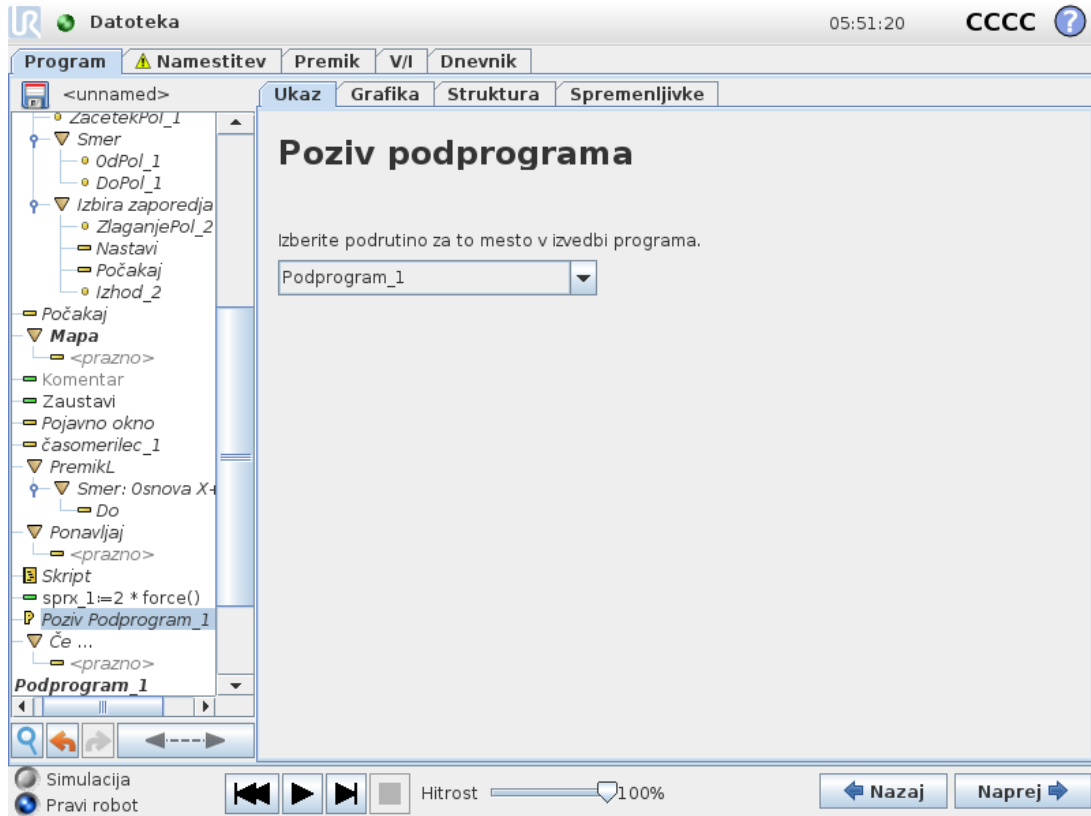 UR Datoteka 05:51:20 CCCC ?
Program Namestitev Premik V/I Dnevnik
<unnamed>
Ukaz Grafika Struktura Spremenljivke
ZačetekPol_1
Smer
OdPol_1
DoPol_1
Izbira zaporedja
ZlaganjePol_2
Nastavi
Počakaj
Izhod_2
Počakaj
Mapa
<prazno>
Komentar
Zaustavi
Pojavno okno
časomerilec_1
PremikL
Smer: Osnova X+
Do
Ponavljaj
<prazno>
Skript
sprx_1≔2 * force()
P Poziv Podprogram_1
Če ...
<prazno>
Podprogram_1
Poziv podprograma
Izberite podrutino za to mesto v izvedbi programa.
Podprogram_1
Simulacija
Pravi robot
Hitrost 100%
Nazaj Naprej